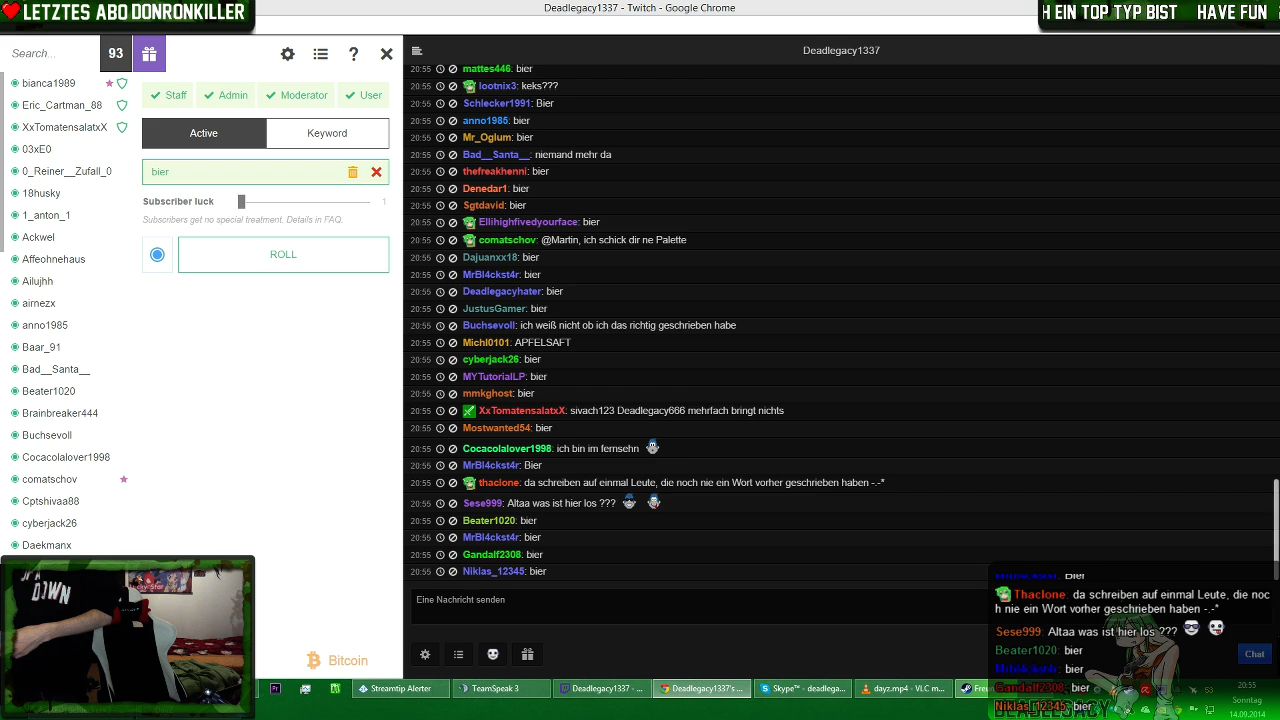 LETZTES ABO DONRONKILLER
Deadlegacy1337 - Twitch - Google Chrome
H EIN TOP TYP BIST HAVE FUN
Search...
93
bianca1989
Eric_Cartman_88
XxTomatensalatxX
03xE0
0_Reiner__Zufall_0
18husky
1_anton_1
Ackwel
Affeohnehaus
Ailujhh
airnezx
anno1985
Baar_91
Bad__Santa__
Beater1020
Brainbreaker444
Buchsevoll
Cocacolalover1998
comatschov
Cptshivaa88
cyberjack26
Daekmanx
Staff Admin Moderator User
Active Keyword
bier
Subscriber luck 1
Subscribers get no special treatment. Details in FAQ.
ROLL
Bitcoin
Deadlegacy1337
20:55 mattes446: bier
20:55 lootnix3: keks???
20:55 Schlecker1991: Bier
20:55 anno1985: bier
20:55 Mr_Oglum: bier
20:55 Bad__Santa__: niemand mehr da
20:55 thefreakhenni: bier
20:55 Denedar1: bier
20:55 Sgtdavid: bier
20:55 Ellihighfivedyourface: bier
20:55 comatschov: @Martin, ich schick dir ne Palette
20:55 Dajuanxx18: bier
20:55 MrBl4ckst4r: bier
20:55 Deadlegacyhater: bier
20:55 JustusGamer: bier
20:55 Buchsevoll: ich weiß nicht ob ich das richtig geschrieben habe
20:55 Michl0101: APFELSAFT
20:55 cyberjack26: bier
20:55 MYTutorialLP: bier
20:55 mmkghost: bier
20:55 XxTomatensalatxX: sivach123 Deadlegacy666 mehrfach bringt nichts
20:55 Mostwanted54: bier
20:55 Cocacolalover1998: ich bin im fernsehn
20:55 MrBl4ckst4r: Bier
20:55 thaclone: da schreiben auf einmal Leute, die noch nie ein Wort vorher geschrieben haben -.-*
20:55 Sese999: Altaa was ist hier los ???
20:55 Beater1020: bier
20:55 MrBl4ckst4r: bier
20:55 Gandalf2308: bier
20:55 Niklas_12345: bier
Eine Nachricht senden
Chat
Bier
Thaclone: da schreiben auf einmal Leute, die noc
h nie ein Wort vorher geschrieben haben -.-*
Sese999: Altaa was ist hier los ???
Beater1020: bier
MrBl4ckst4r: bier
Gandalf2308: bier
Niklas_12345: bier
DEADLEGACY
DOWN
Lucky Star
Streamtip Alerter
TeamSpeak 3
Deadlegacy1337 - ...
Deadlegacy1337's ...
Skype™ - deadlega...
dayz.mp4 - VLC m...
20:55
Sonntag
14.09.2014